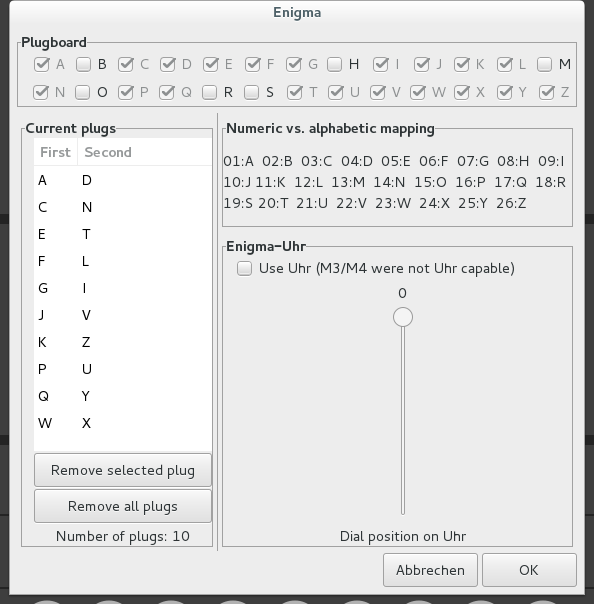 Enigma
Plugboard
A B C D E F G H I J K L M
N O P Q R S T U V W X Y Z
Current plugs
First Second
A D
C N
E T
F L
G I
J V
K Z
P U
Q Y
W X
Remove selected plug
Remove all plugs
Number of plugs: 10
Numeric vs. alphabetic mapping
01:A 02:B 03:C 04:D 05:E 06:F 07:G 08:H 09:I
10:J 11:K 12:L 13:M 14:N 15:O 16:P 17:Q 18:R
19:S 20:T 21:U 22:V 23:W 24:X 25:Y 26:Z
Enigma-Uhr
Use Uhr (M3/M4 were not Uhr capable)
0
Dial position on Uhr
Abbrechen OK